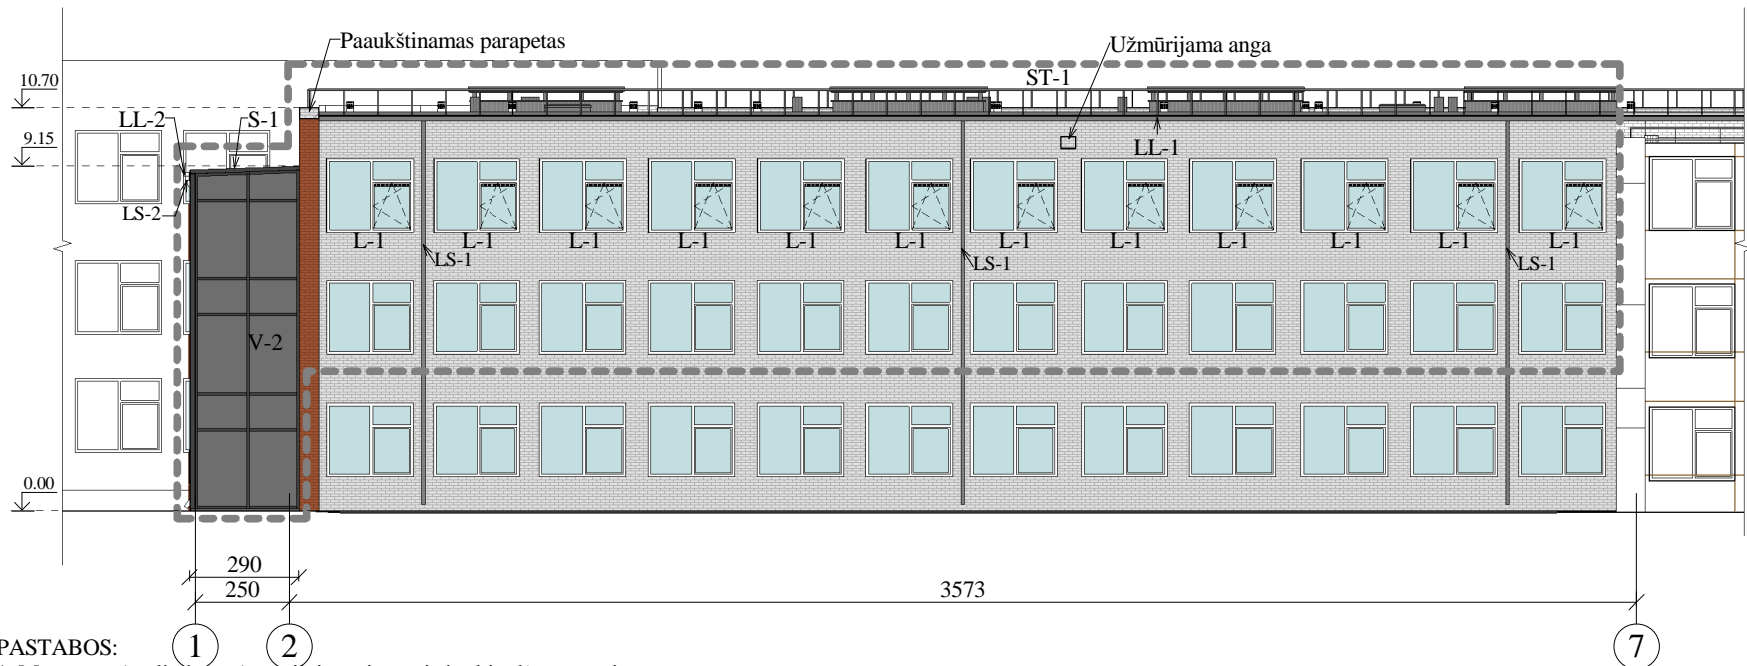 Paaukštinamas parapetas
Užmūrijama anga
10.70
ST-1
LL-2
S-1
9.15
LL-1
LS-2
L-1 L-1 L-1 L-1 L-1 L-1 L-1 L-1 L-1 L-1 L-1 L-1
LS-1 LS-1 LS-1
V-2
0.00
290
250 3573
1 2 7
PASTABOS: